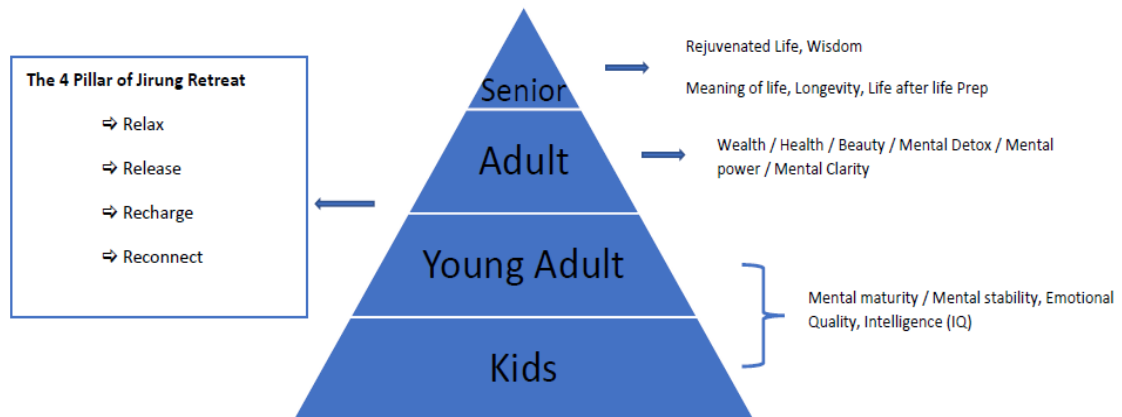 The 4 Pillar of Jirung Retreat
⇨ Relax
⇨ Release
⇨ Recharge
⇨ Reconnect
Senior
Adult
Young Adult
Kids
Rejuvenated Life, Wisdom
Meaning of life, Longevity, Life after life Prep
Wealth / Health / Beauty / Mental Detox / Mental
power / Mental Clarity
Mental maturity / Mental stability, Emotional
Quality, Intelligence (IQ)